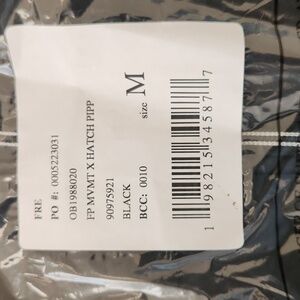 FRE
PO #: 0005223031
OB1988020
FP MVMT X HATCH PIPP
90975921
BLACK
BCC: 0010
size M
1 98215 34587 7